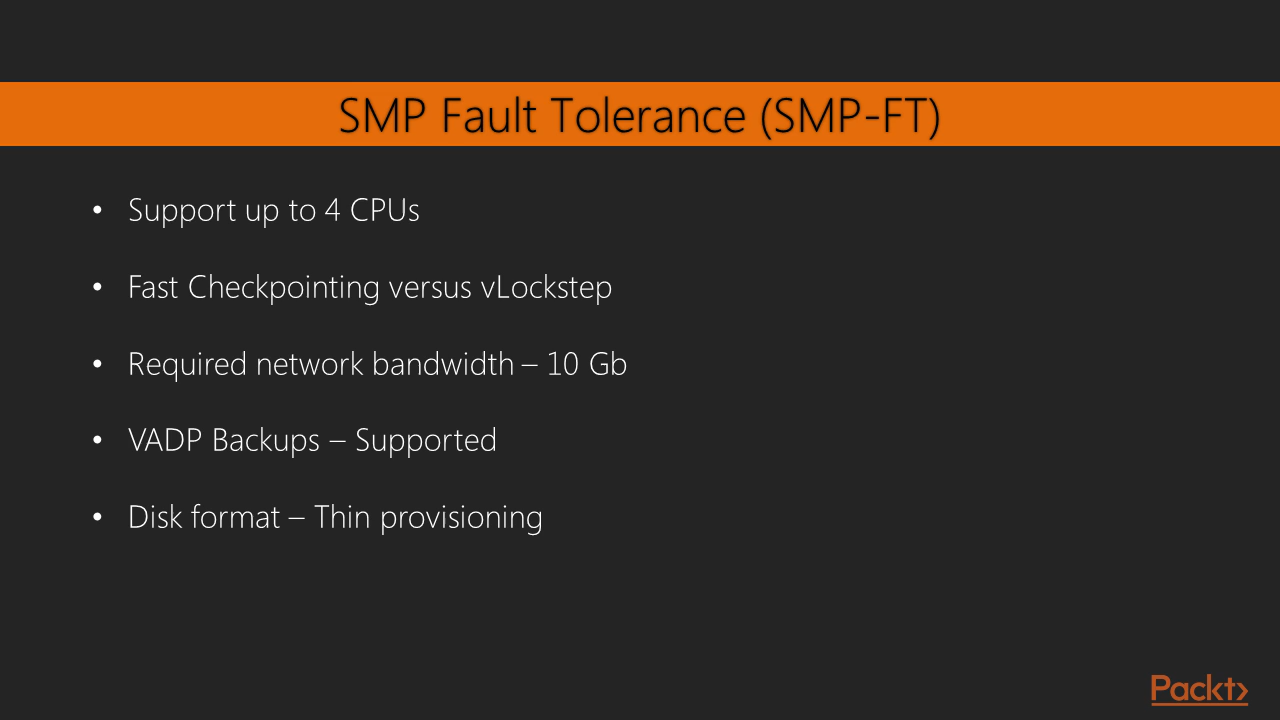 SMP Fault Tolerance (SMP-FT)
• Support up to 4 CPUs
• Fast Checkpointing versus vLockstep
• Required network bandwidth – 10 Gb
• VADP Backups – Supported
• Disk format – Thin provisioning
Packt>